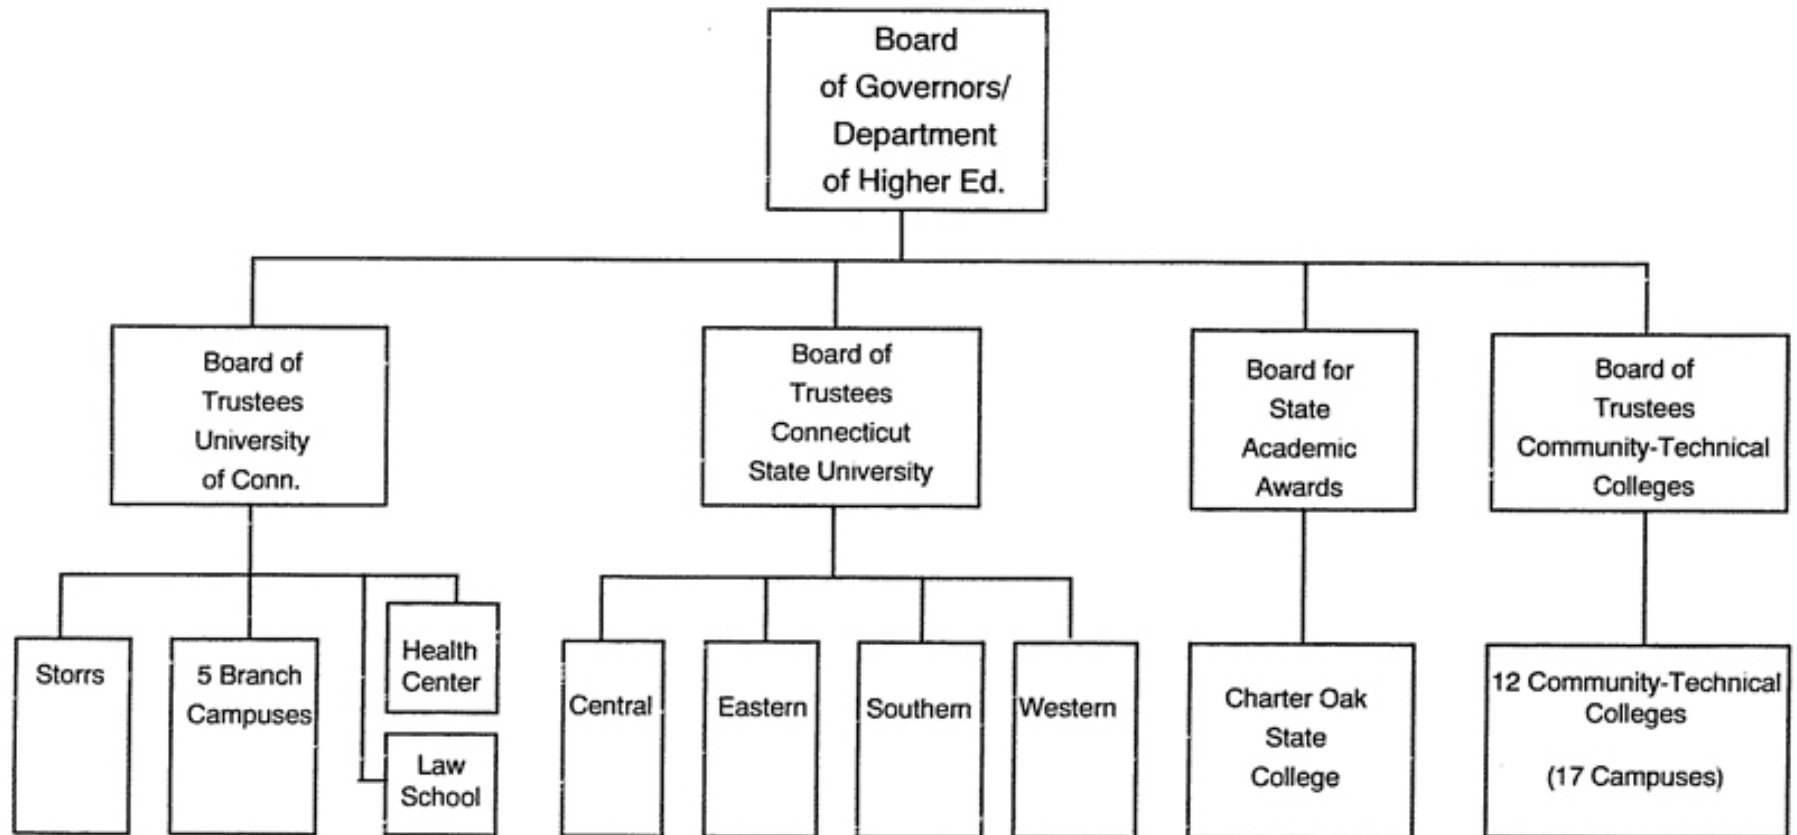 Board
of Governors/
Department
of Higher Ed.
Board of
Trustees
University
of Conn.
Board of
Trustees
Connecticut
State University
Board for
State
Academic
Awards
Board of
Trustees
Community-Technical
Colleges
Storrs
5 Branch
Campuses
Health
Center
Law
School
Central
Eastern
Southern
Western
Charter Oak
State
College
12 Community-Technical
Colleges
(17 Campuses)